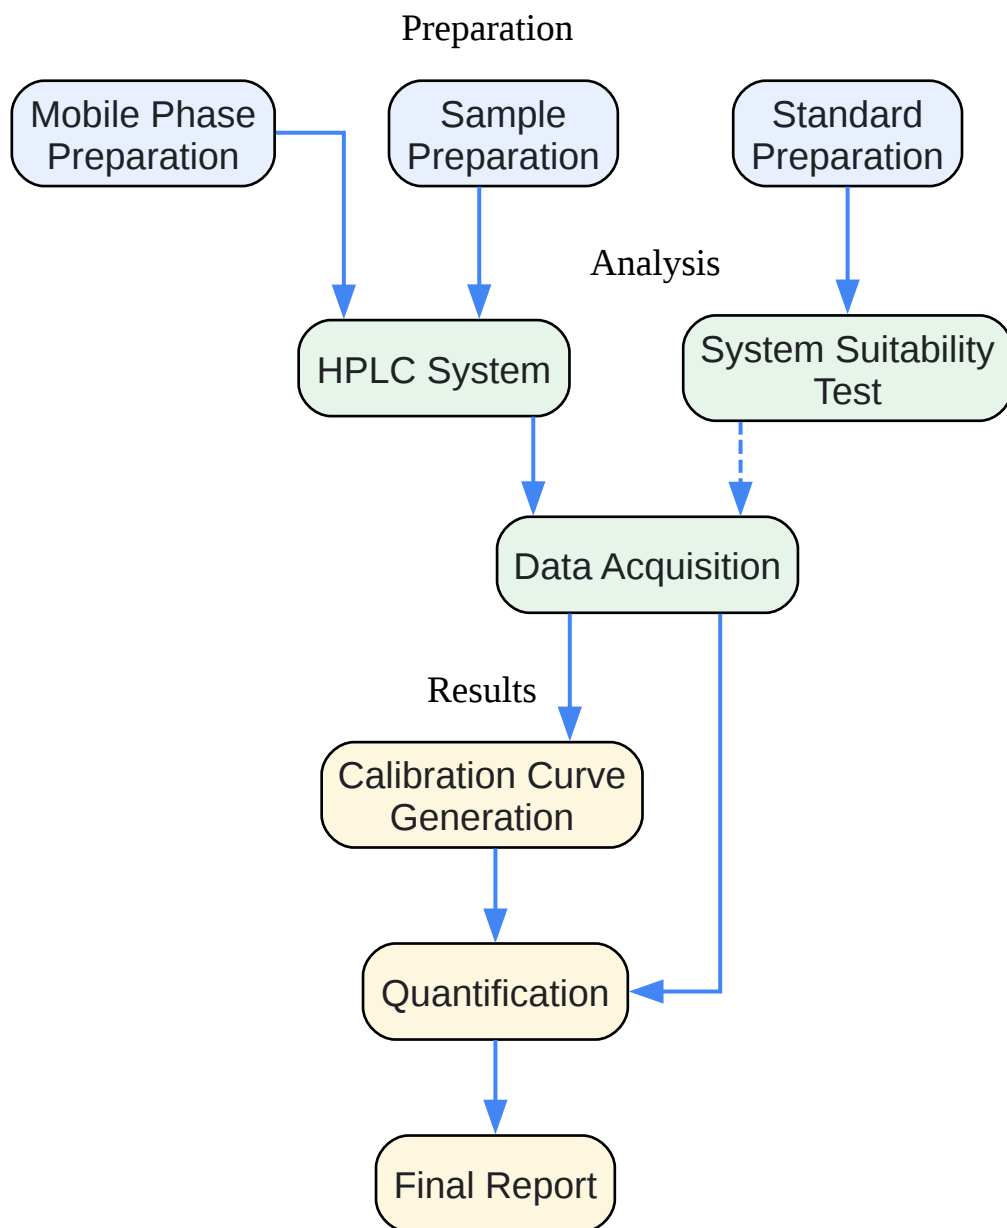 Preparation
Mobile Phase
Preparation
Sample
Preparation
Standard
Preparation
Analysis
HPLC System
System Suitability
Test
Data Acquisition
Results
Calibration Curve
Generation
Quantification
Final Report